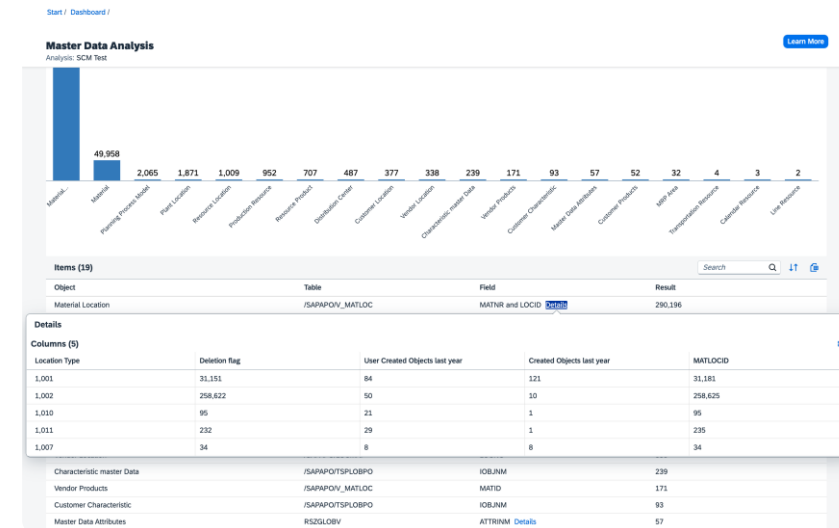 Start / Dashboard /
Master Data Analysis
Learn More
Analysis: SCM Test
49,958
2,065
1,871
1,009
952
707
487
377
338
239
171
93
57
52
32
4
3
2
Material...
Material
Planning Process Model
Plant Location
Resource Location
Production Resource
Resource Product
Distribution Center
Customer Location
Vendor Location
Characteristic master Data
Vendor Products
Customer Characteristic
Master Data Attributes
Customer Products
MRP Area
Transportation Resource
Calendar Resource
Line Resource
Items (19)
Search
Object Table Field Result
Material Location /SAPAPO/V_MATLOC MATNR and LOCID Details 290,196
Details
Columns (5)
Location Type Deletion flag User Created Objects last year Created Objects last year MATLOCID
1,001 31,151 84 121 31,181
1,002 258,622 50 10 258,625
1,010 95 21 1 95
1,011 232 29 1 235
1,007 34 8 8 34
Characteristic master Data /SAPAPO/TSPLOBPO IOBJNM 239
Vendor Products /SAPAPO/V_MATLOC MATID 171
Customer Characteristic /SAPAPO/TSPLOBPO IOBJNM 93
Master Data Attributes RSZGLOBV ATTRINM Details 57